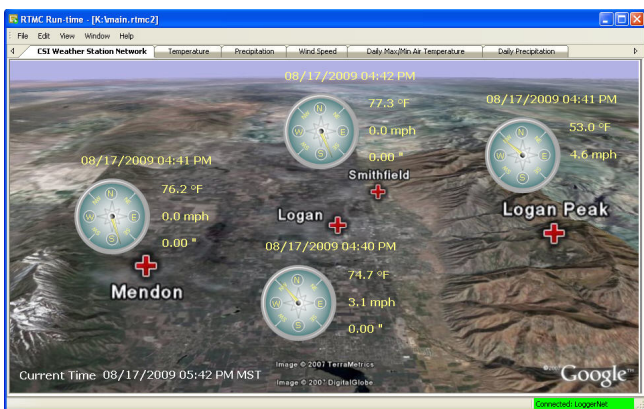 RTMC Run-time - [K:\main.rtmc2]
File Edit View Window Help
CSI Weather Station Network Temperature Precipitation Wind Speed Daily Max/Min Air Temperature Daily Precipitation
08/17/2009 04:42 PM
N
W E
S
77.3 °F
0.0 mph
0.00 "
Smithfield
08/17/2009 04:41 PM
N
W E
S
53.0 °F
4.6 mph
Logan Peak
08/17/2009 04:41 PM
N
W E
S
76.2 °F
0.0 mph
0.00 "
Mendon
Logan
08/17/2009 04:40 PM
N
W E
S
74.7 °F
3.1 mph
0.00 "
Image © 2007 TerraMetrics
Image © 2007 DigitalGlobe
Current Time 08/17/2009 05:42 PM MST
Google
Connected: LoggerNet